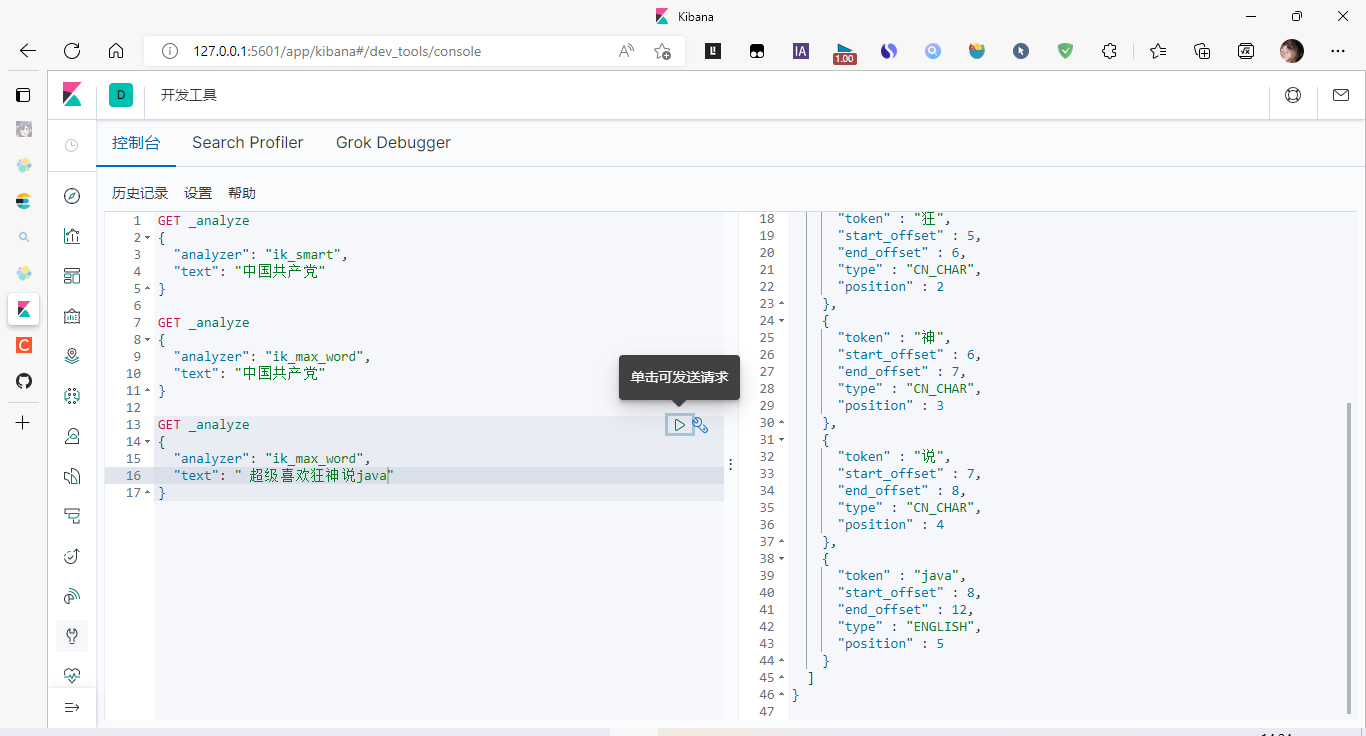 Kibana
127.0.0.1:5601/app/kibana#/dev_tools/console
1.00
D
开发工具
控制台 Search Profiler Grok Debugger
历史记录 设置 帮助
1 GET _analyze
2 {
3 "analyzer": "ik_smart",
4 "text": "中国共产党"
5 }
6
7 GET _analyze
8 {
9 "analyzer": "ik_max_word",
10 "text": "中国共产党"
11 }
12
13 GET _analyze
14 {
15 "analyzer": "ik_max_word",
16 "text": " 超级喜欢狂神说java"
17 }
单击可发送请求
18 "token" : "狂",
19 "start_offset" : 5,
20 "end_offset" : 6,
21 "type" : "CN_CHAR",
22 "position" : 2
23 },
24 {
25 "token" : "神",
26 "start_offset" : 6,
27 "end_offset" : 7,
28 "type" : "CN_CHAR",
29 "position" : 3
30 },
31 {
32 "token" : "说",
33 "start_offset" : 7,
34 "end_offset" : 8,
35 "type" : "CN_CHAR",
36 "position" : 4
37 },
38 {
39 "token" : "java",
40 "start_offset" : 8,
41 "end_offset" : 12,
42 "type" : "ENGLISH",
43 "position" : 5
44 }
45 ]
46 }
47